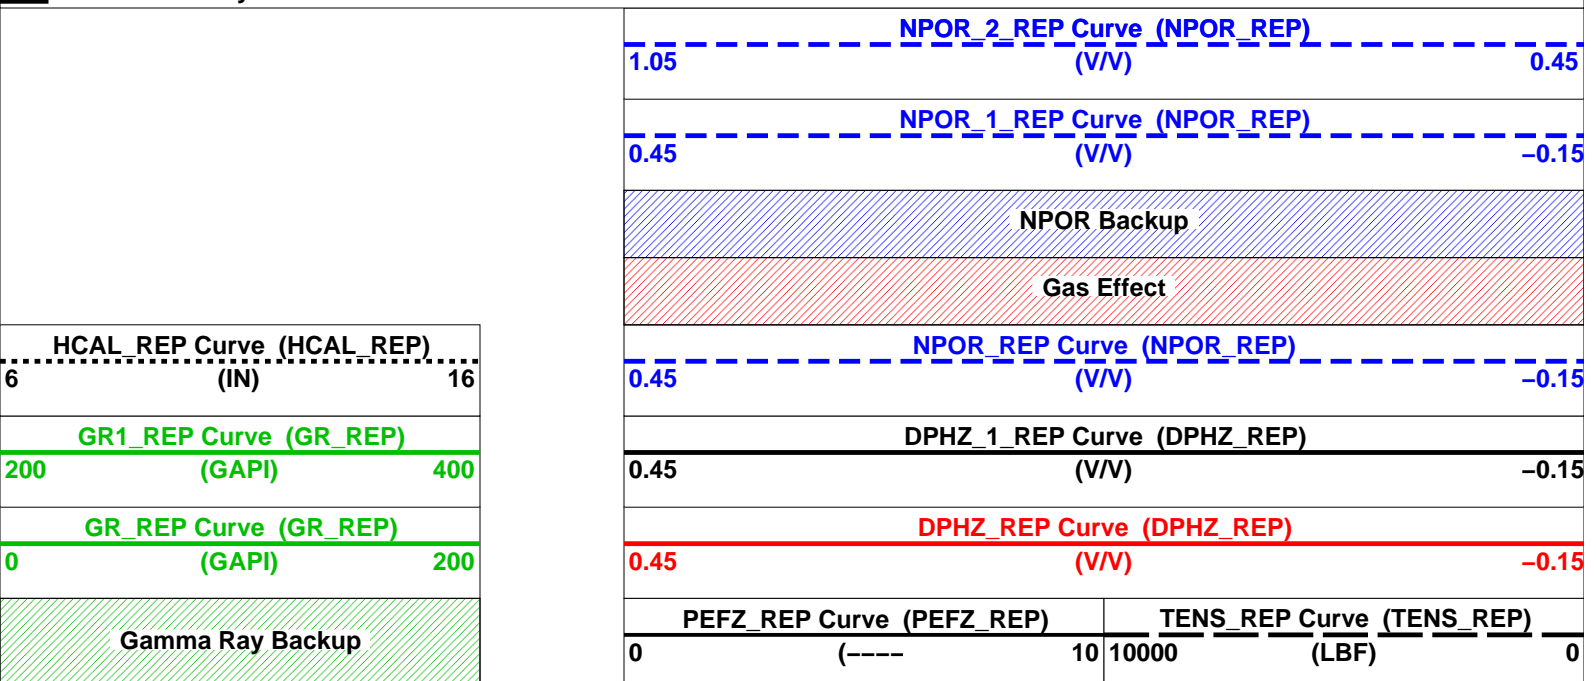 NPOR_2_REP Curve (NPOR_REP)
1.05 (V/V) 0.45
NPOR_1_REP Curve (NPOR_REP)
0.45 (V/V) −0.15
NPOR Backup
Gas Effect
HCAL_REP Curve (HCAL_REP) NPOR_REP Curve (NPOR_REP)
6 (IN) 16 0.45 (V/V) −0.15
GR1_REP Curve (GR_REP) DPHZ_1_REP Curve (DPHZ_REP)
200 (GAPI) 400 0.45 (V/V) −0.15
GR_REP Curve (GR_REP) DPHZ_REP Curve (DPHZ_REP)
0 (GAPI) 200 0.45 (V/V) −0.15
Gamma Ray Backup PEFZ_REP Curve (PEFZ_REP) TENS_REP Curve (TENS_REP)
0 (−−−− 10 10000 (LBF) 0